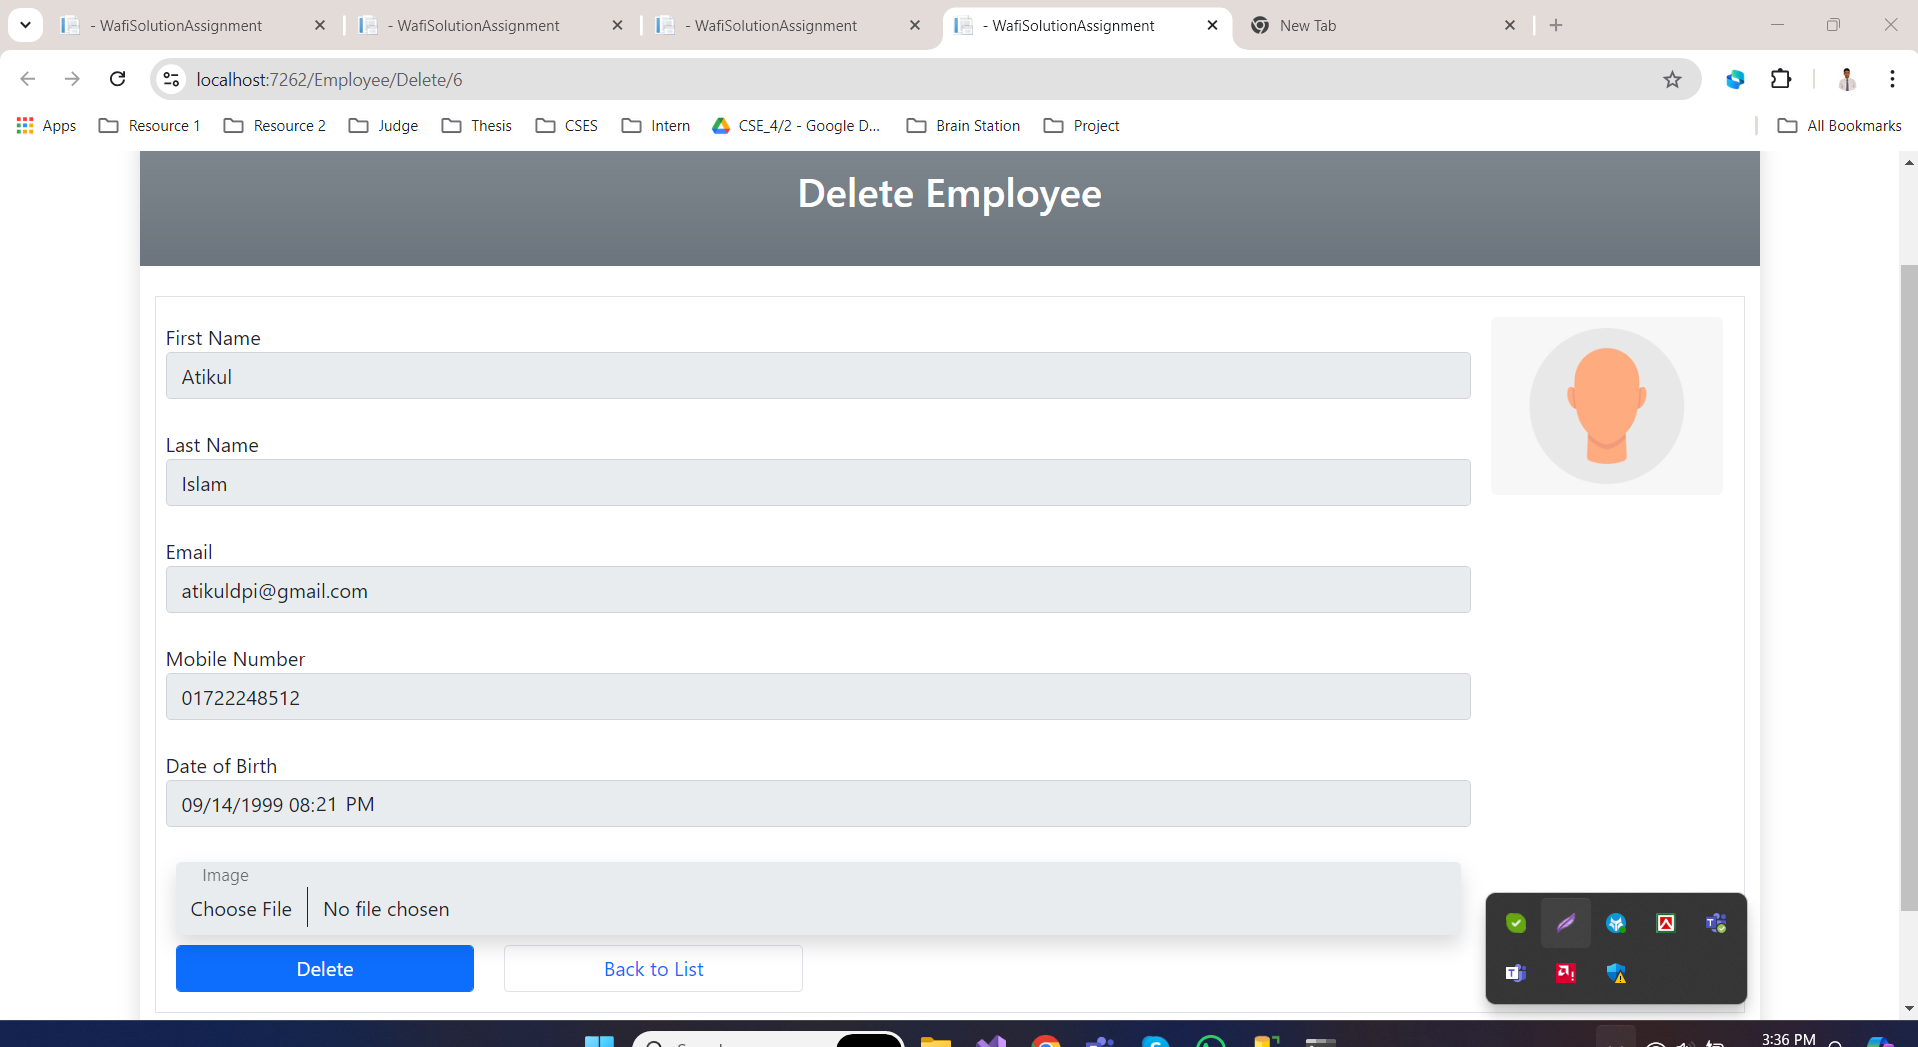 - WafiSolutionAssignment - WafiSolutionAssignment - WafiSolutionAssignment - WafiSolutionAssignment New Tab
localhost:7262/Employee/Delete/6
Apps Resource 1 Resource 2 Judge Thesis CSES Intern CSE_4/2 - Google D... Brain Station Project All Bookmarks
Delete Employee
First Name
Atikul
Last Name
Islam
Email
atikuldpi@gmail.com
Mobile Number
01722248512
Date of Birth
09/14/1999 08:21 PM
Image
Choose File No file chosen
Delete Back to List
3:36 PM